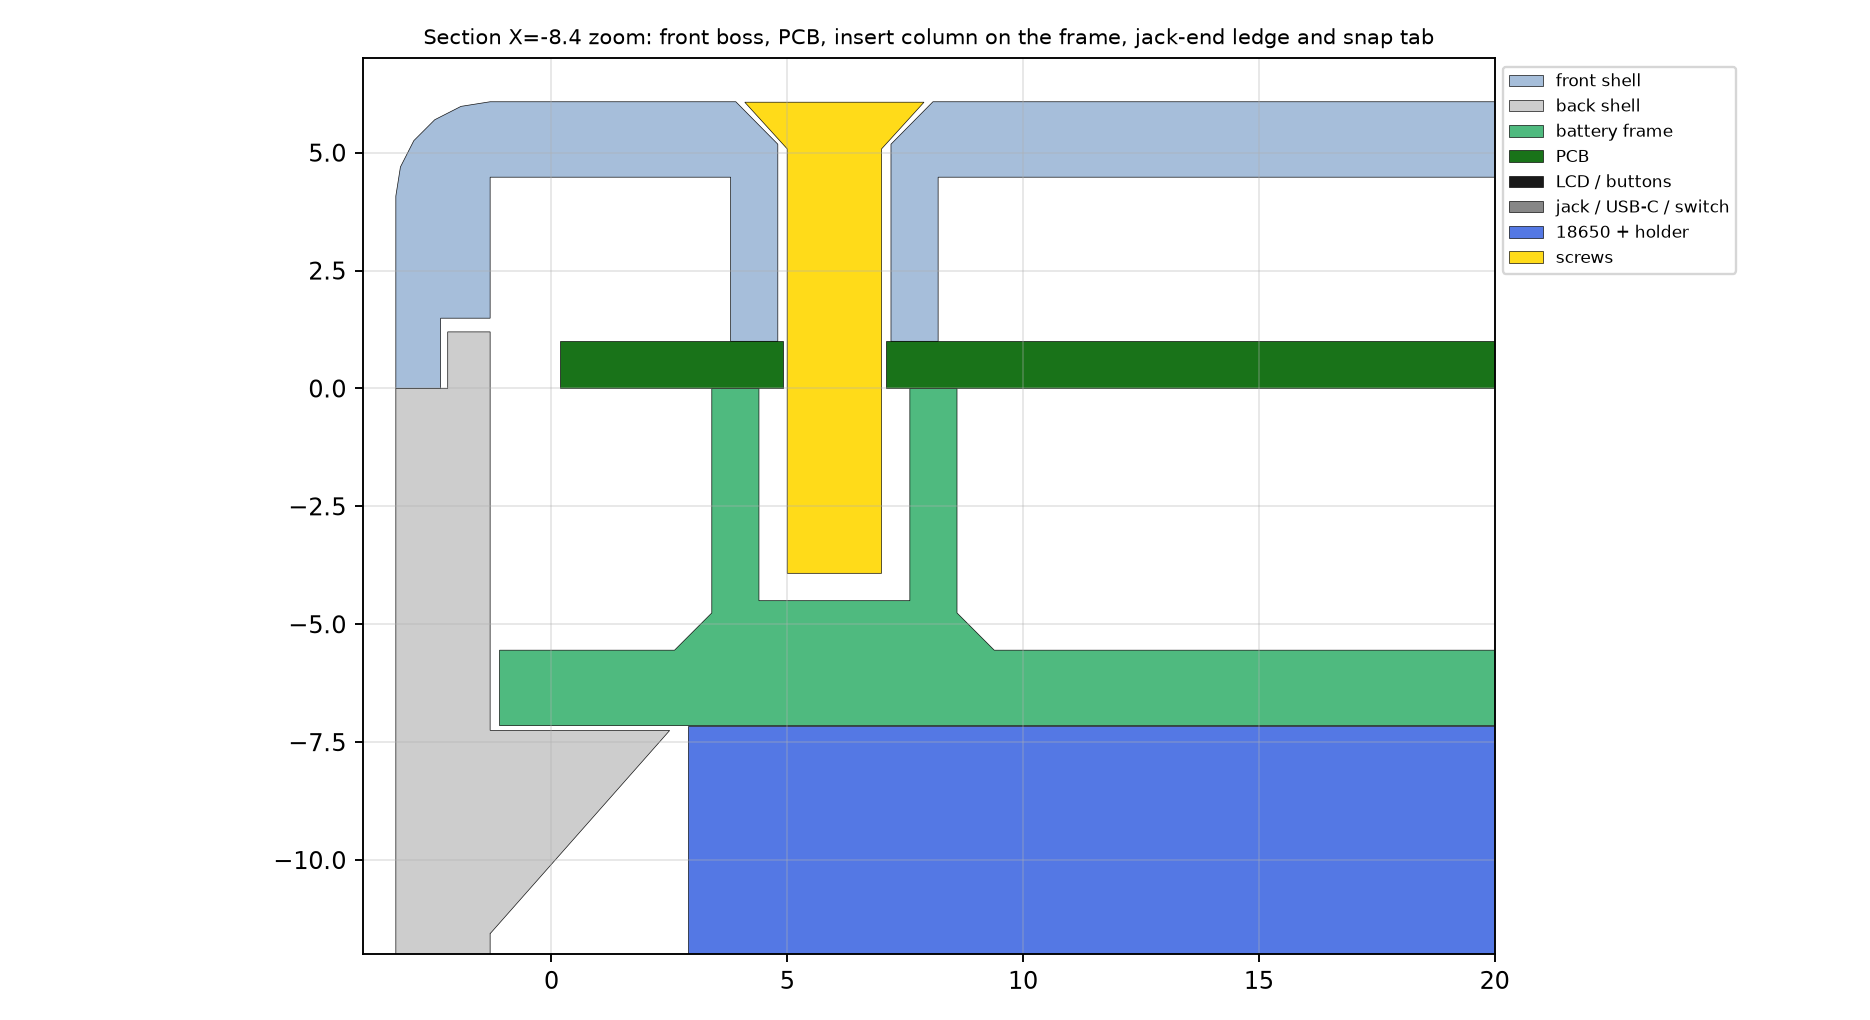 Section X=-8.4 zoom: front boss, PCB, insert column on the frame, jack-end ledge and snap tab
front shell
back shell
battery frame
PCB
LCD / buttons
jack / USB-C / switch
18650 + holder
screws
5.0
2.5
0.0
−2.5
−5.0
−7.5
−10.0
0 5 10 15 20